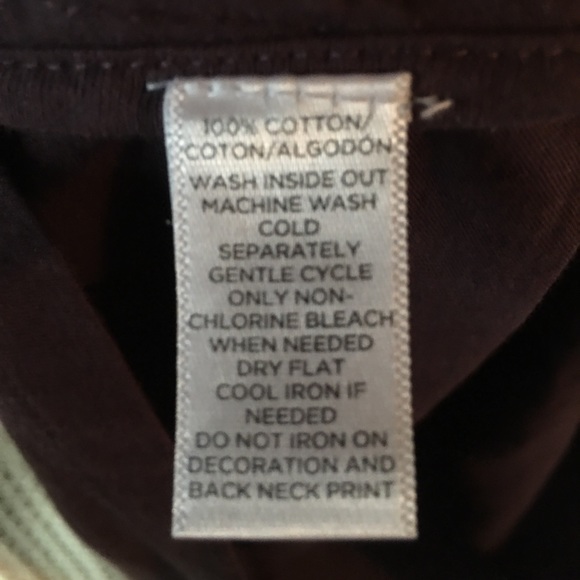 100% COTTON/
COTON/ALGODÓN
WASH INSIDE OUT
MACHINE WASH
COLD
SEPARATELY
GENTLE CYCLE
ONLY NON-
CHLORINE BLEACH
WHEN NEEDED
DRY FLAT
COOL IRON IF
NEEDED
DO NOT IRON ON
DECORATION AND
BACK NECK PRINT